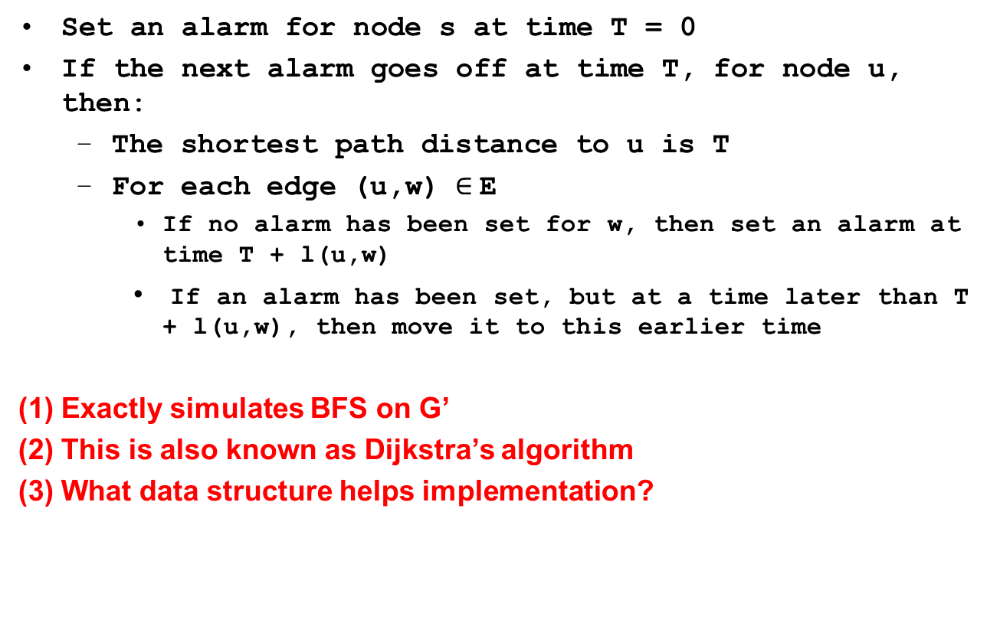 • Set an alarm for node s at time T = 0
• If the next alarm goes off at time T, for node u,
then:
– The shortest path distance to u is T
– For each edge (u,w) ∈ E
• If no alarm has been set for w, then set an alarm at
time T + l(u,w)
• If an alarm has been set, but at a time later than T
+ l(u,w), then move it to this earlier time
(1) Exactly simulates BFS on G’
(2) This is also known as Dijkstra’s algorithm
(3) What data structure helps implementation?